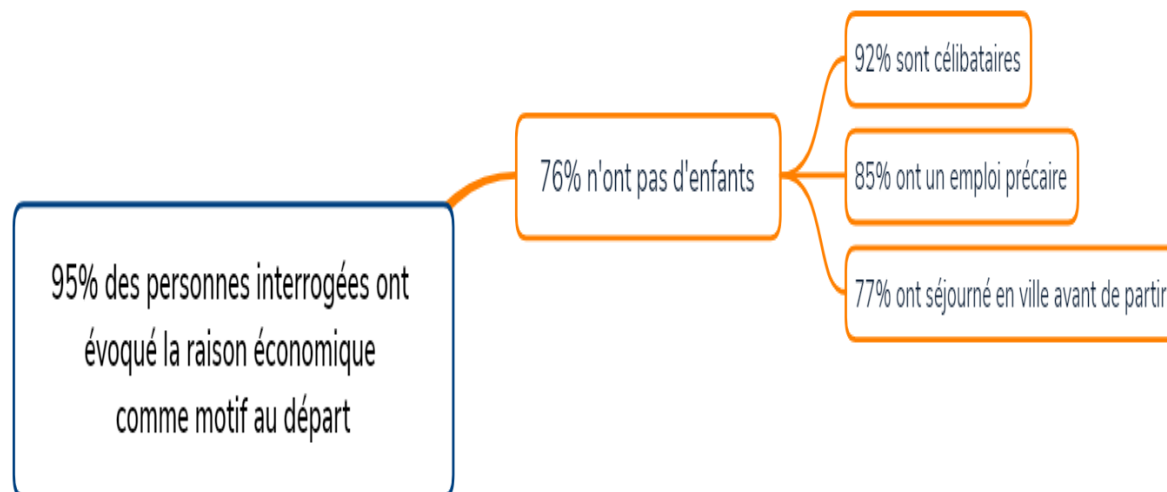 92% sont célibataires
76% n'ont pas d'enfants
85% ont un emploi précaire
77% ont séjourné en ville avant de partir
95% des personnes interrogées ont
évoqué la raison économique
comme motif au départ